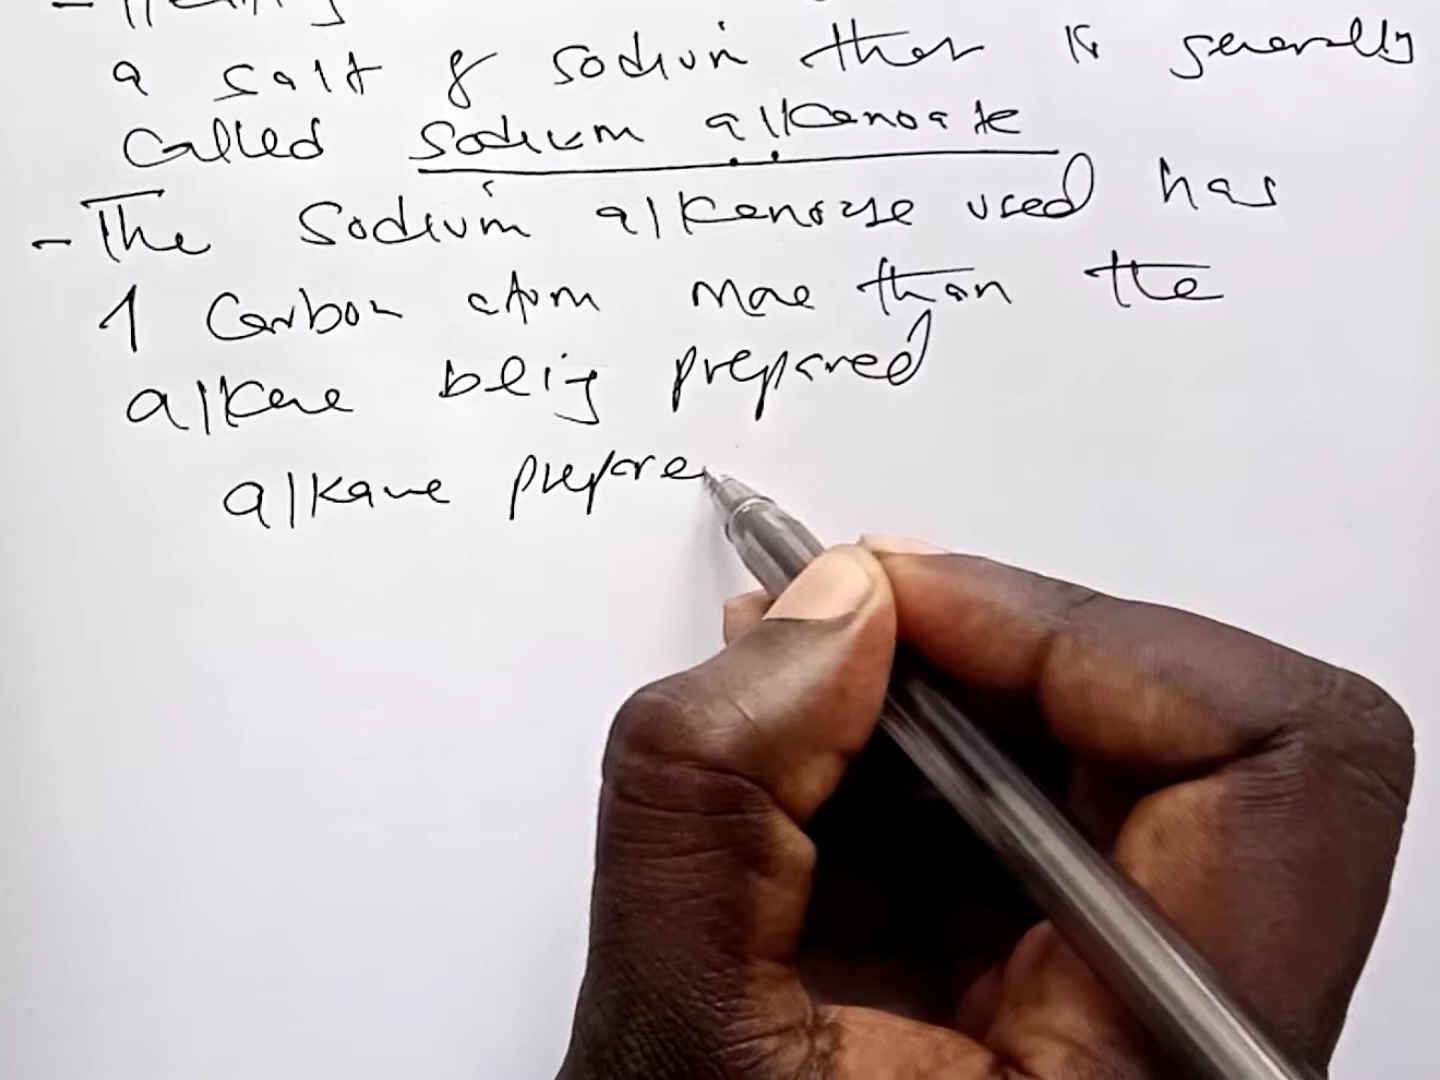 a salt of sodium that is generally
called sodium alkanoate
- The sodium alkanoate used has
1 Carbon atom more than the
alkane being prepared
alkane prepare